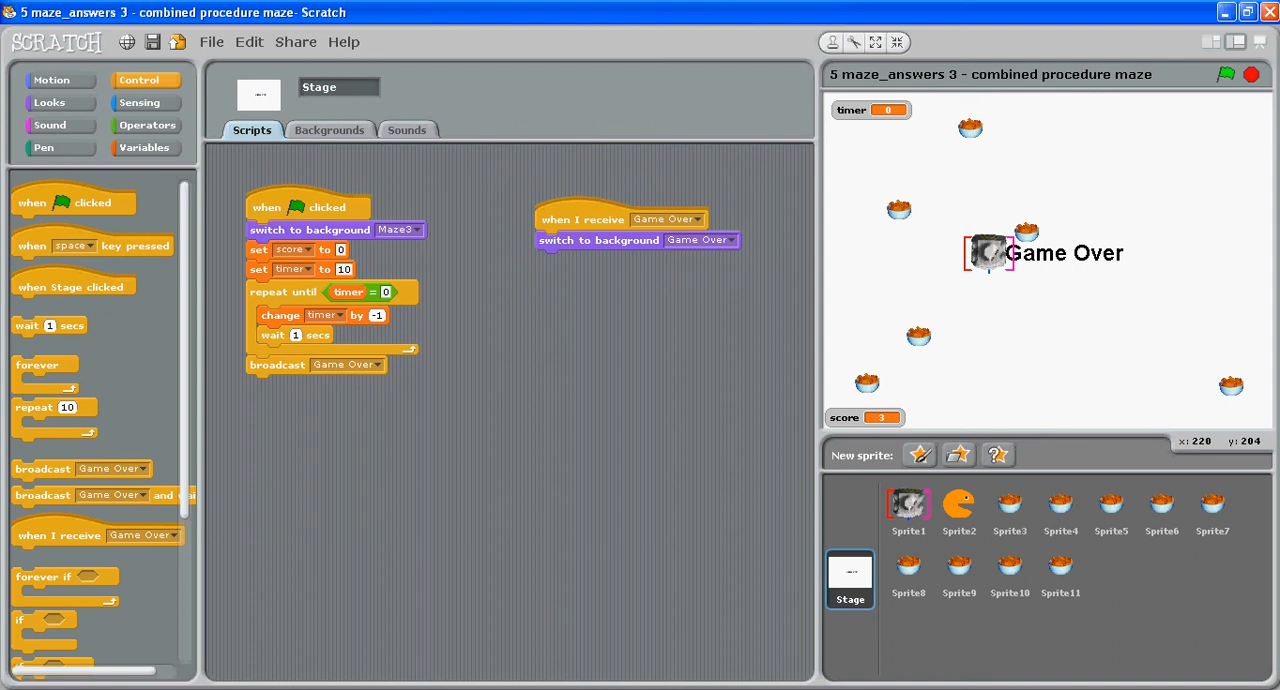 5 maze_answers 3 - combined procedure maze- Scratch
SCRATCH File Edit Share Help
Motion Control
Looks Sensing
Sound Operators
Pen Variables
when clicked
when space key pressed
when Stage clicked
wait 1 secs
forever
repeat 10
broadcast Game Over
broadcast Game Over and wai
when I receive Game Over
forever if
if
Stage
Scripts Backgrounds Sounds
when clicked
switch to background Maze3
set score to 0
set timer to 10
repeat until timer = 0
change timer by -1
wait 1 secs
broadcast Game Over
when I receive Game Over
switch to background Game Over
5 maze_answers 3 - combined procedure maze
timer 0
Game Over
score 3
x: 220 y: 204
New sprite:
Sprite1 Sprite2 Sprite3 Sprite4 Sprite5 Sprite6 Sprite7
Sprite8 Sprite9 Sprite10 Sprite11
Stage